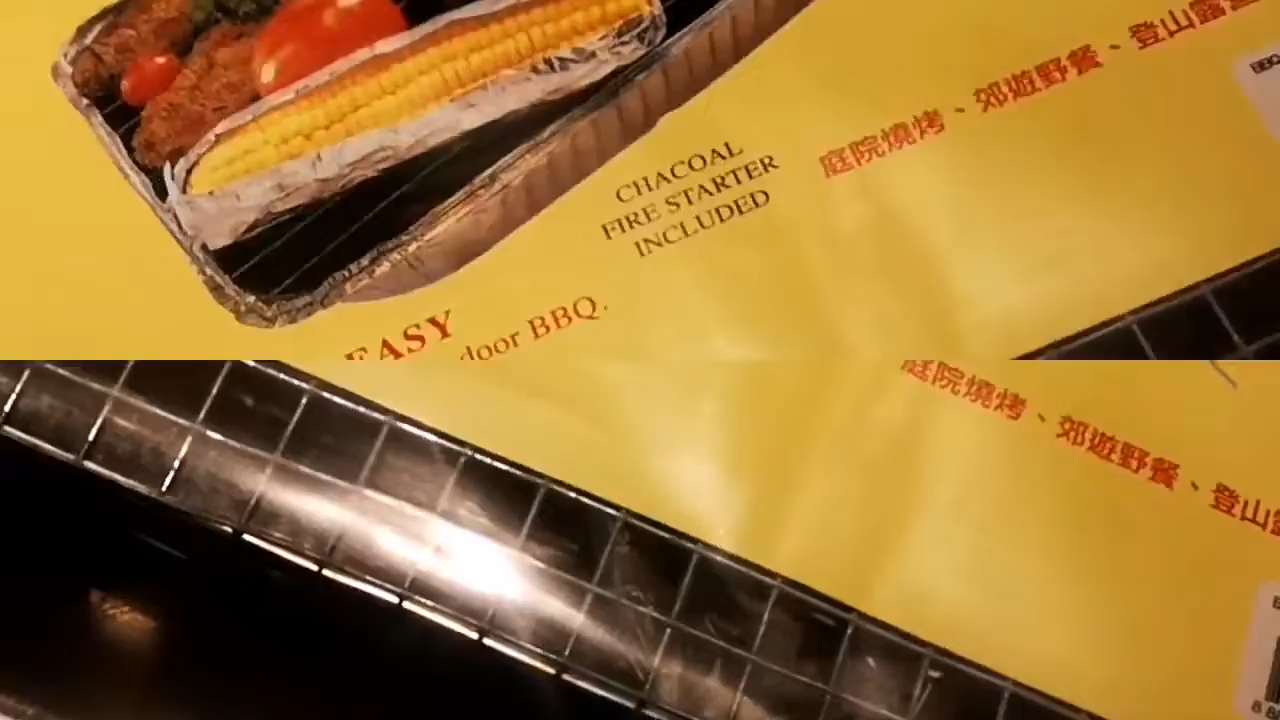 CHACOAL
FIRE STARTER
INCLUDED
庭院燒烤、郊遊野餐、登山露
EASY
door BBQ.
庭院燒烤、郊遊野餐、登山